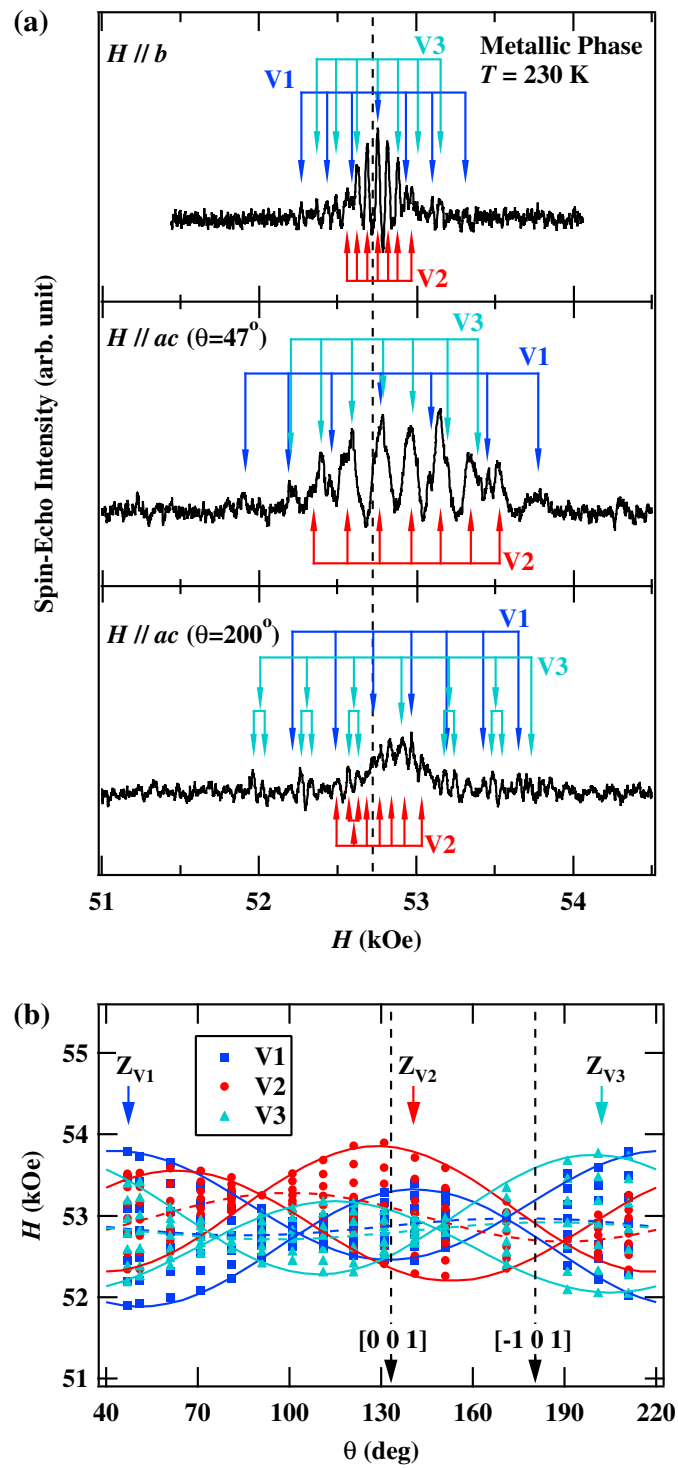 (a)
H // b
V3
Metallic Phase
T = 230 K
V1
V2
H // ac (θ=47°)
V3
V1
V2
H // ac (θ=200°)
V1
V3
V2
Spin-Echo Intensity (arb. unit)
51 52 53 54
H (kOe)
(b)
55
54
53
52
51
H (kOe)
Z_V1
V1
V2
V3
Z_V2
Z_V3
[0 0 1]
[-1 0 1]
40 70 100 130 160 190 220
θ (deg)